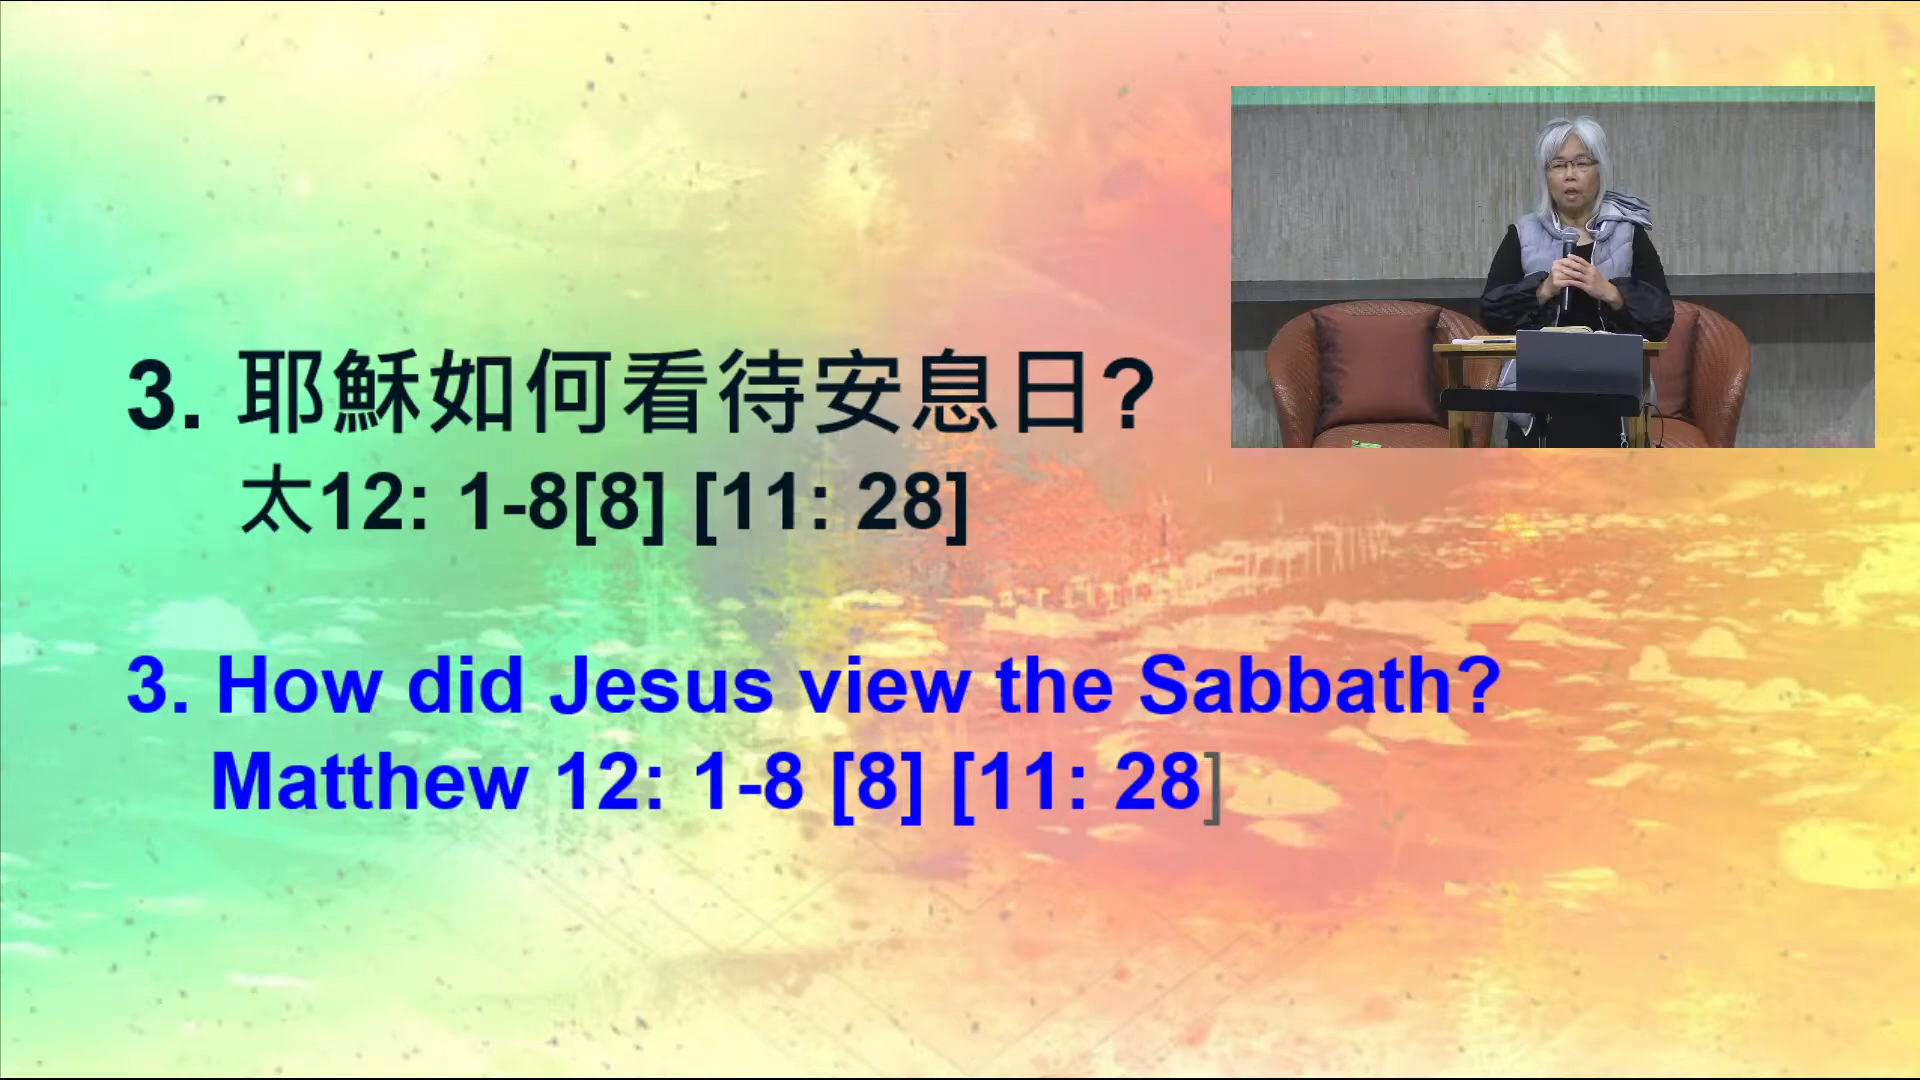 3. 耶穌如何看待安息日?
太12: 1-8[8] [11: 28]
3. How did Jesus view the Sabbath?
Matthew 12: 1-8 [8] [11: 28]